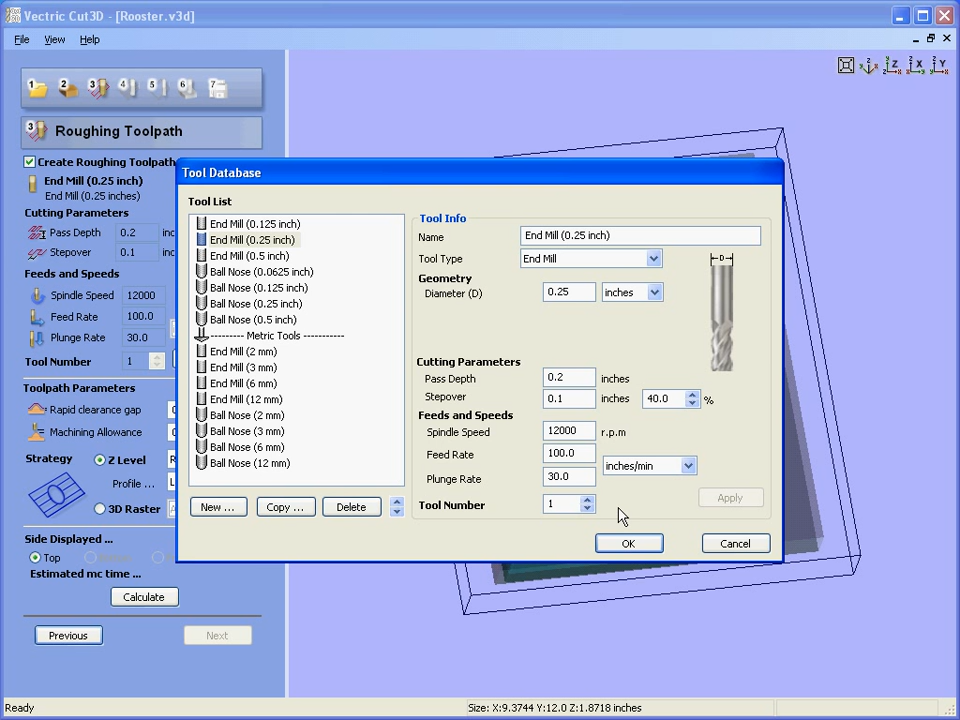 Vectric Cut3D - [Rooster.v3d]
File View Help
1 2 3 4 5 6 7
Z X Y
3 Roughing Toolpath
Create Roughing Toolpath
End Mill (0.25 inch)
End Mill (0.25 inches)
Cutting Parameters
Pass Depth 0.2
Stepover 0.1
Feeds and Speeds
Spindle Speed 12000
Feed Rate 100.0
Plunge Rate 30.0
Tool Number 1
Toolpath Parameters
Rapid clearance gap
Machining Allowance
Strategy Z Level
Profile ...
3D Raster
Side Displayed ...
Top
Estimated mc time ...
Calculate
Previous Next
Tool Database
Tool List
End Mill (0.125 inch)
End Mill (0.25 inch)
End Mill (0.5 inch)
Ball Nose (0.0625 inch)
Ball Nose (0.125 inch)
Ball Nose (0.25 inch)
Ball Nose (0.5 inch)
--------- Metric Tools -----------
End Mill (2 mm)
End Mill (3 mm)
End Mill (6 mm)
End Mill (12 mm)
Ball Nose (2 mm)
Ball Nose (3 mm)
Ball Nose (6 mm)
Ball Nose (12 mm)
New ... Copy ... Delete
Tool Info
Name End Mill (0.25 inch)
Tool Type End Mill
D
Geometry
Diameter (D) 0.25 inches
Cutting Parameters
Pass Depth 0.2 inches
Stepover 0.1 inches 40.0 %
Feeds and Speeds
Spindle Speed 12000 r.p.m
Feed Rate 100.0 inches/min
Plunge Rate 30.0
Tool Number 1
Apply
OK Cancel
Ready Size: X:9.3744 Y:12.0 Z:1.8718 inches